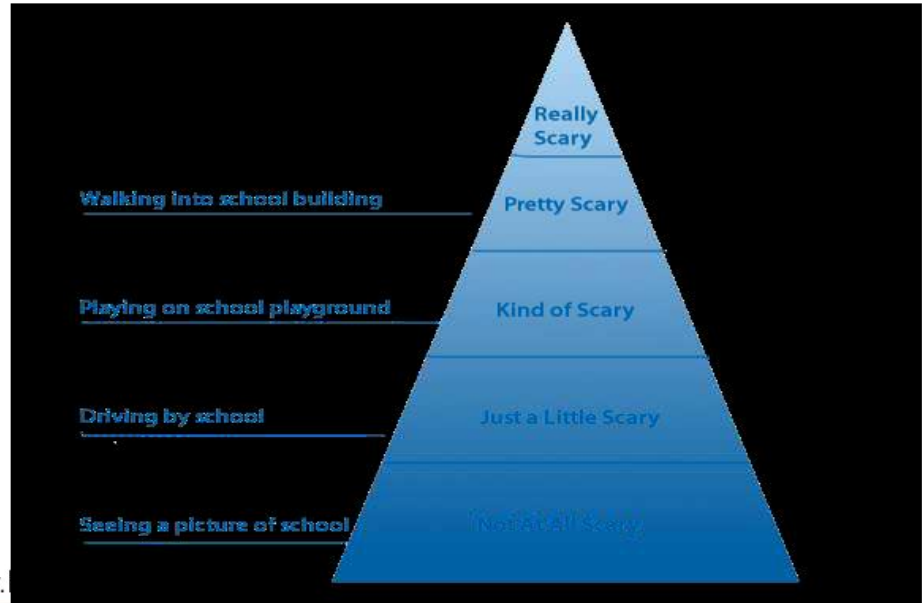 Really
Scary
Walking into school building
Pretty Scary
Playing on school playground
Kind of Scary
Driving by school
Just a Little Scary
Seeing a picture of school
Not At All Scary